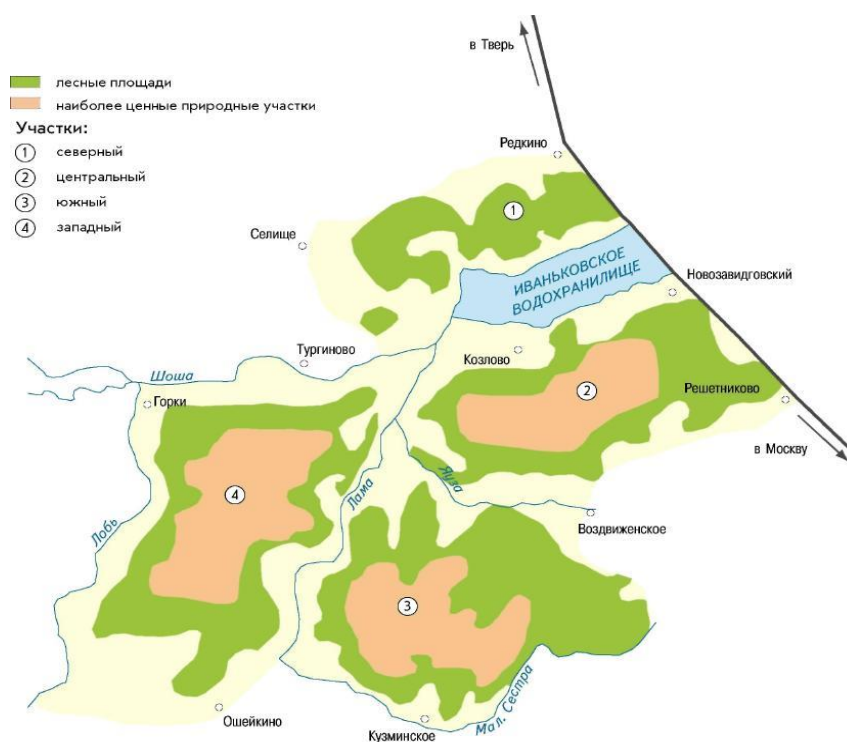 в Тверь
лесные площади
наиболее ценные природные участки
Участки:
1 северный
2 центральный
3 южный
4 западный
Редкино
1
Селище
ИВАНЬКОВСКОЕ
ВОДОХРАНИЛИЩЕ
Новозавидговский
Тургиново
Козлово
Шоша
Горки
2
Решетниково
в Москву
4
Лама
Яуза
Лобь
Воздвиженское
3
Мал. Сестра
Ошейкино
Кузминское